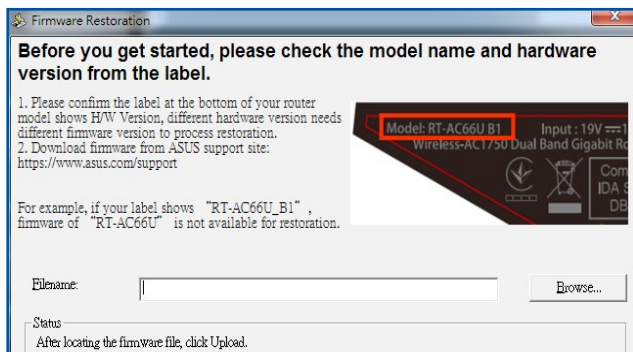 Firmware Restoration
Before you get started, please check the model name and hardware
version from the label.
1. Please confirm the label at the bottom of your router
model shows H/W Version, different hardware version needs
different firmware version to process restoration.
2. Download firmware from ASUS support site:
https://www.asus.com/support
For example, if your label shows “RT-AC66U_B1”,
firmware of “RT-AC66U” is not available for restoration.
Model: RT-AC66U B1 Input : 19V
Wireless-AC1750 Dual Band Gigabit
IDA
DB
Filename:
Browse...
Status
After locating the firmware file, click Upload.